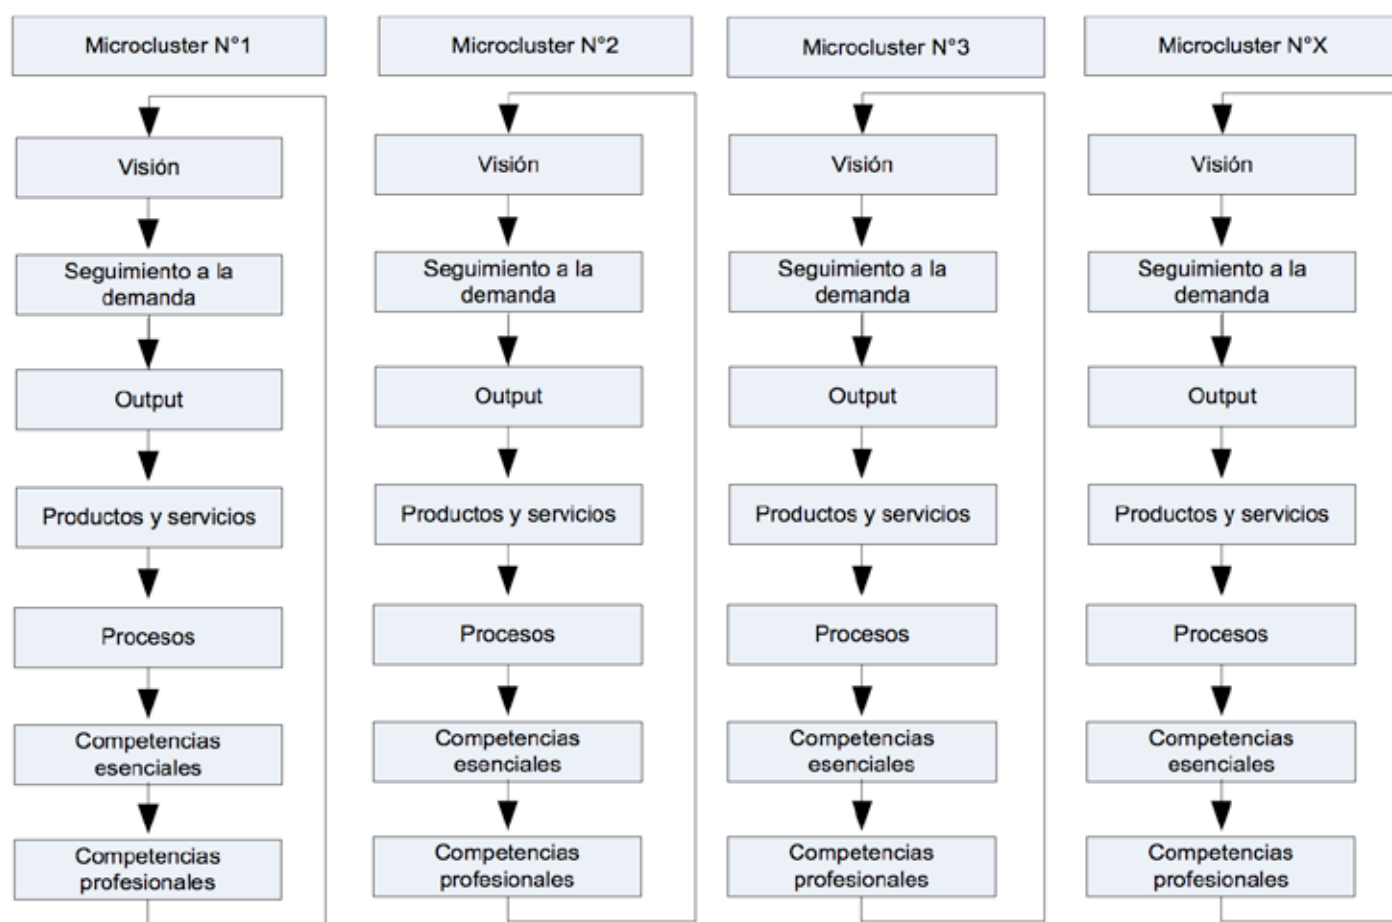 Microcluster N°1
Visión
Seguimiento a la
demanda
Output
Productos y servicios
Procesos
Competencias
esenciales
Competencias
profesionales
Microcluster N°2
Visión
Seguimiento a la
demanda
Output
Productos y servicios
Procesos
Competencias
esenciales
Competencias
profesionales
Microcluster N°3
Visión
Seguimiento a la
demanda
Output
Productos y servicios
Procesos
Competencias
esenciales
Competencias
profesionales
Microcluster N°X
Visión
Seguimiento a la
demanda
Output
Productos y servicios
Procesos
Competencias
esenciales
Competencias
profesionales